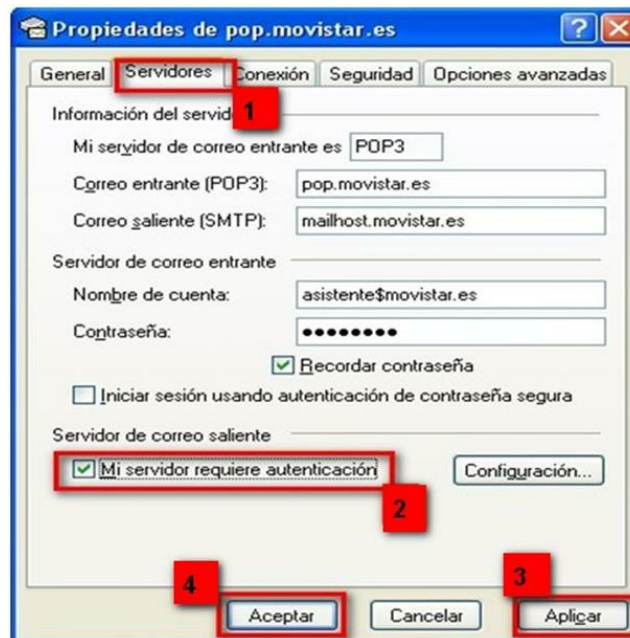 Propiedades de pop.movistar.es
General Servidores Conexión Seguridad Opciones avanzadas
1
Información del servid
Mi servidor de correo entrante es POP3
Correo entrante (POP3): pop.movistar.es
Correo saliente (SMTP): mailhost.movistar.es
Servidor de correo entrante
Nombre de cuenta: asistente$movistar.es
Contraseña: ●●●●●●●●
Recordar contraseña
Iniciar sesión usando autenticación de contraseña segura
Servidor de correo saliente
Mi servidor requiere autenticación Configuración...
2
4 3
Aceptar Cancelar Aplicar